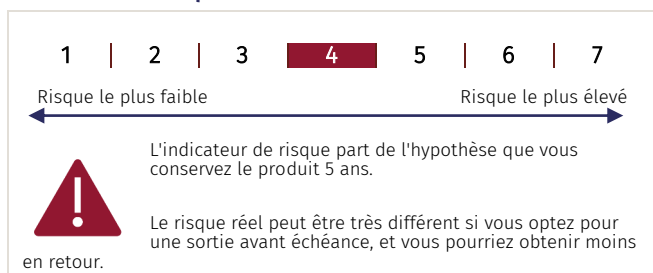 1 | 2 | 3 | 4 | 5 | 6 | 7
Risque le plus faible Risque le plus élevé
L'indicateur de risque part de l'hypothèse que vous
conservez le produit 5 ans.
Le risque réel peut être très différent si vous optez pour
une sortie avant échéance, et vous pourriez obtenir moins
en retour.